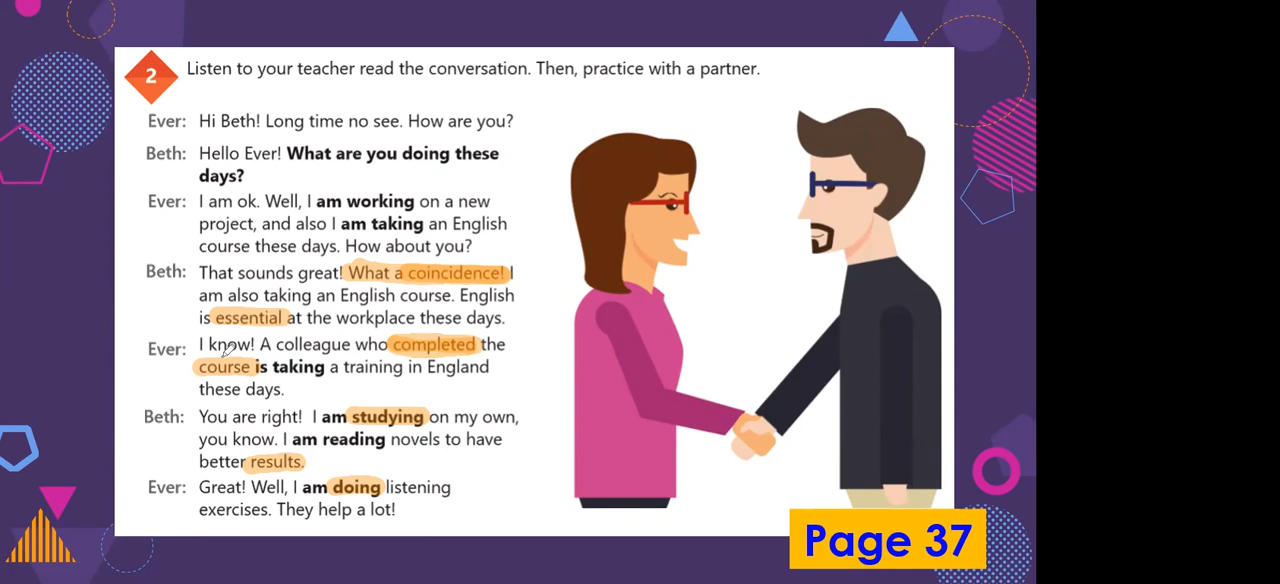 2 Listen to your teacher read the conversation. Then, practice with a partner.
Ever: Hi Beth! Long time no see. How are you?
Beth: Hello Ever! What are you doing these
days?
Ever: I am ok. Well, I am working on a new
project, and also I am taking an English
course these days. How about you?
Beth: That sounds great! What a coincidence! I
am also taking an English course. English
is essential at the workplace these days.
Ever: I know! A colleague who completed the
course is taking a training in England
these days.
Beth: You are right! I am studying on my own,
you know. I am reading novels to have
better results.
Ever: Great! Well, I am doing listening
exercises. They help a lot!
Page 37